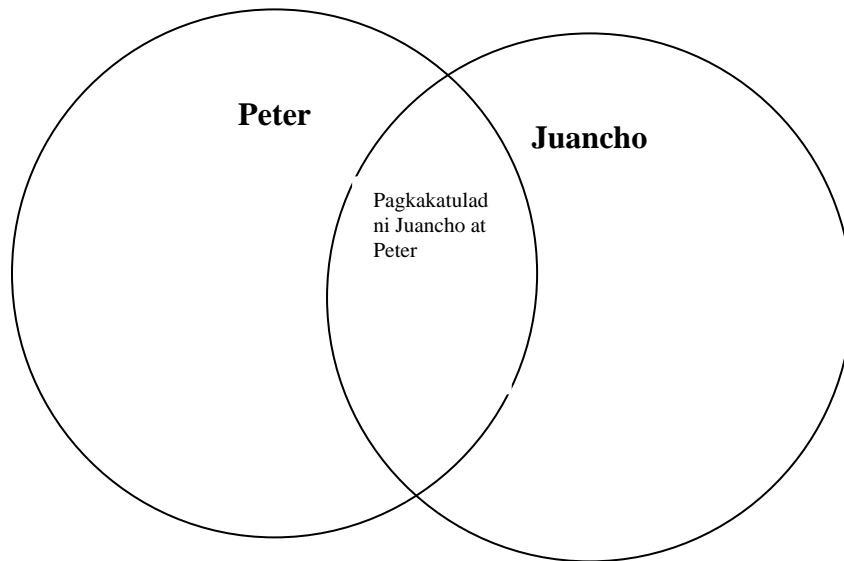 Peter
Juancho
Pagkakatulad
ni Juancho at
Peter